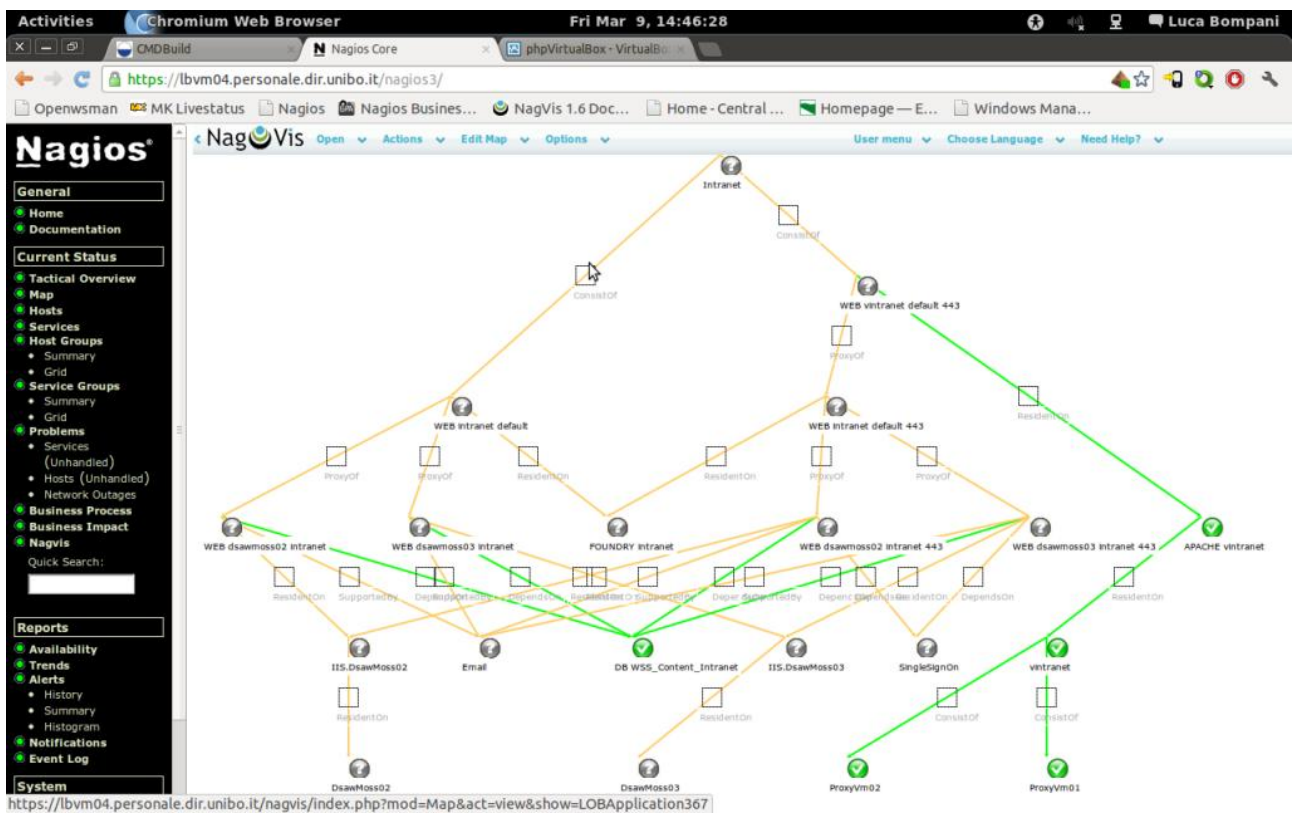 Activities Chromium Web Browser Fri Mar 9, 14:46:28 Luca Bompani
CMDBuild Nagios Core phpVirtualBox - VirtualBo
https://lbvm04.personale.dir.unibo.it/nagios3/
Openwsman MK Livestatus Nagios Nagios Busines... NagVis 1.6 Doc... Home - Central ... Homepage — E... Windows Mana...
Nagios®
General
Home
Documentation
Current Status
Tactical Overview
Map
Hosts
Services
Host Groups
Summary
Grid
Service Groups
Summary
Grid
Problems
Services
(Unhandled)
Hosts (Unhandled)
Network Outages
Business Process
Business Impact
Nagvis
Quick Search:
Reports
Availability
Trends
Alerts
History
Summary
Histogram
Notifications
Event Log
System
NagVis Open Actions Edit Map Options User menu Choose Language Need Help?
Intranet
ConsistOf
ConsistOf
WEB vintranet default 443
ProxyOf
ResidentOn
WEB intranet default WEB intranet default 443
ProxyOf ProxyOf ResidentOn ResidentOn ProxyOf ProxyOf
WEB dsawmoss02 intranet WEB dsawmoss03 intranet FOUNDRY intranet WEB dsawmoss02 intranet 443 WEB dsawmoss03 intranet 443 APACHE vintranet
ResidentOn SupportedBy DependsOn DependsOn ResidentOn
IIS.DsawMoss02 Email DB WSS_Content_Intranet IIS.DsawMoss03 SingleSignOn vintranet
ResidentOn ResidentOn ConsistOf ConsistOf
DsawMoss02 DsawMoss03 ProxyVm02 ProxyVm01
https://lbvm04.personale.dir.unibo.it/nagvis/index.php?mod=Map&act=view&show=LOBApplication367